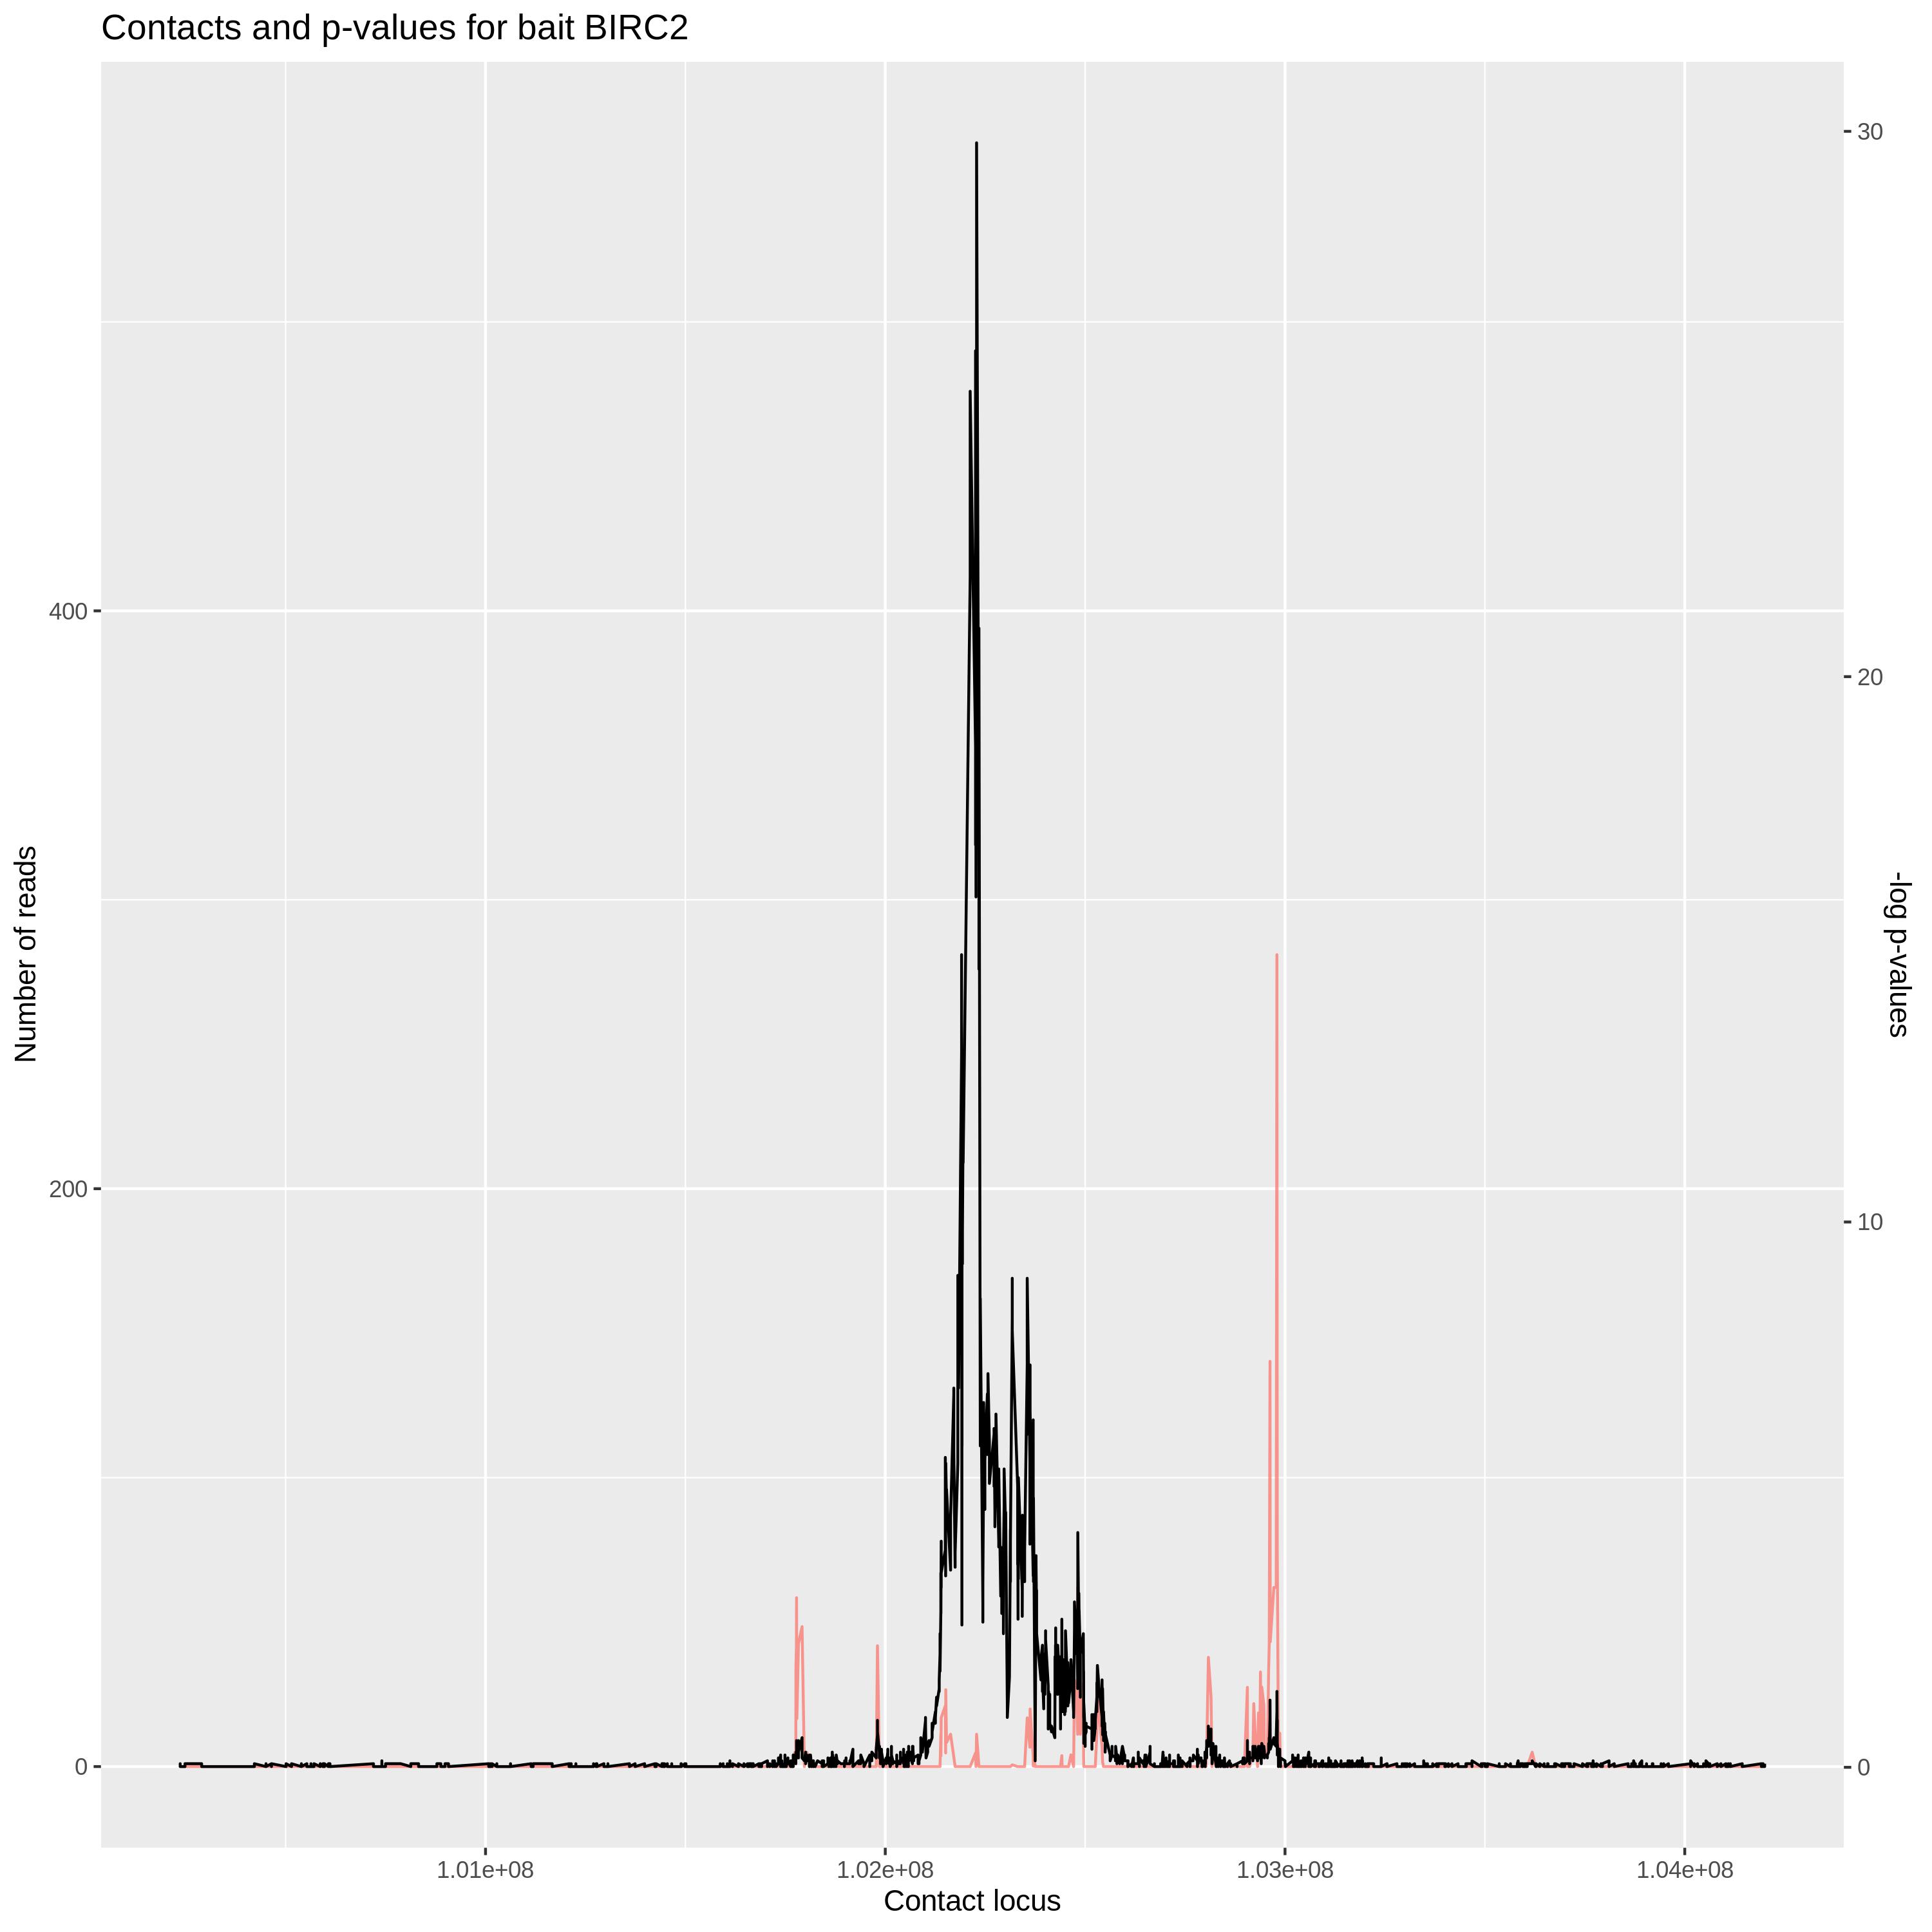 Contacts and p-values for bait BIRC2
30
400
20
Number of reads
-log p-values
200
10
0
0
1.01e+08
1.02e+08
1.03e+08
1.04e+08
Contact locus